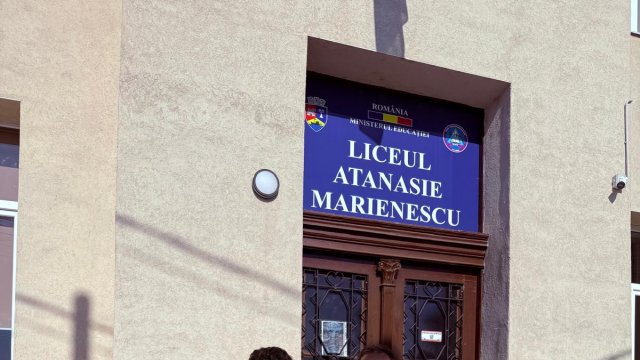 ROMÂNIA
MINISTERUL EDUCAȚIEI
LICEUL
ATANASIE
MARIENESCU